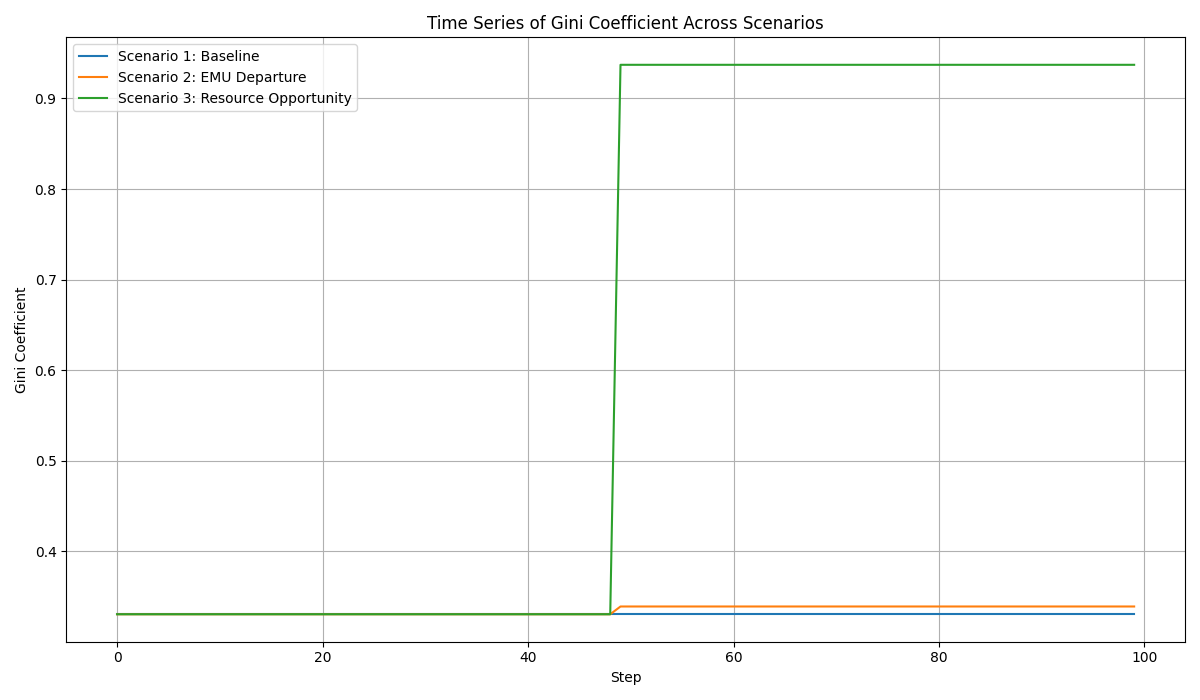 Time Series of Gini Coefficient Across Scenarios
Scenario 1: Baseline
Scenario 2: EMU Departure
Scenario 3: Resource Opportunity
Gini Coefficient
0.9
0.8
0.7
0.6
0.5
0.4
0 20 40 60 80 100
Step